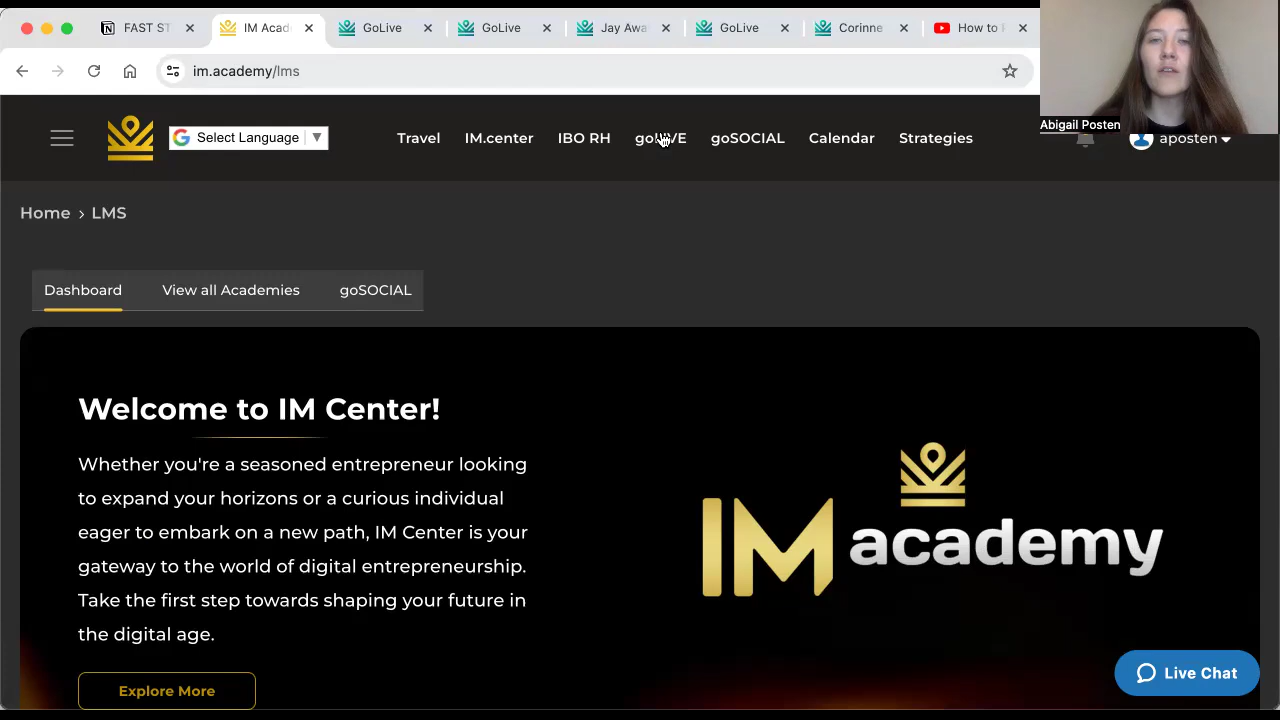 FAST ST
IM Acad
GoLive
GoLive
Jay Awa
GoLive
Corinne
How to
im.academy/lms
Abigail Posten
Select Language
Travel
IM.center
IBO RH
goLIVE
goSOCIAL
Calendar
Strategies
aposten
Home › LMS
Dashboard
View all Academies
goSOCIAL
Welcome to IM Center!
Whether you're a seasoned entrepreneur looking
to expand your horizons or a curious individual
eager to embark on a new path, IM Center is your
gateway to the world of digital entrepreneurship.
Take the first step towards shaping your future in
the digital age.
Explore More
IM academy
Live Chat